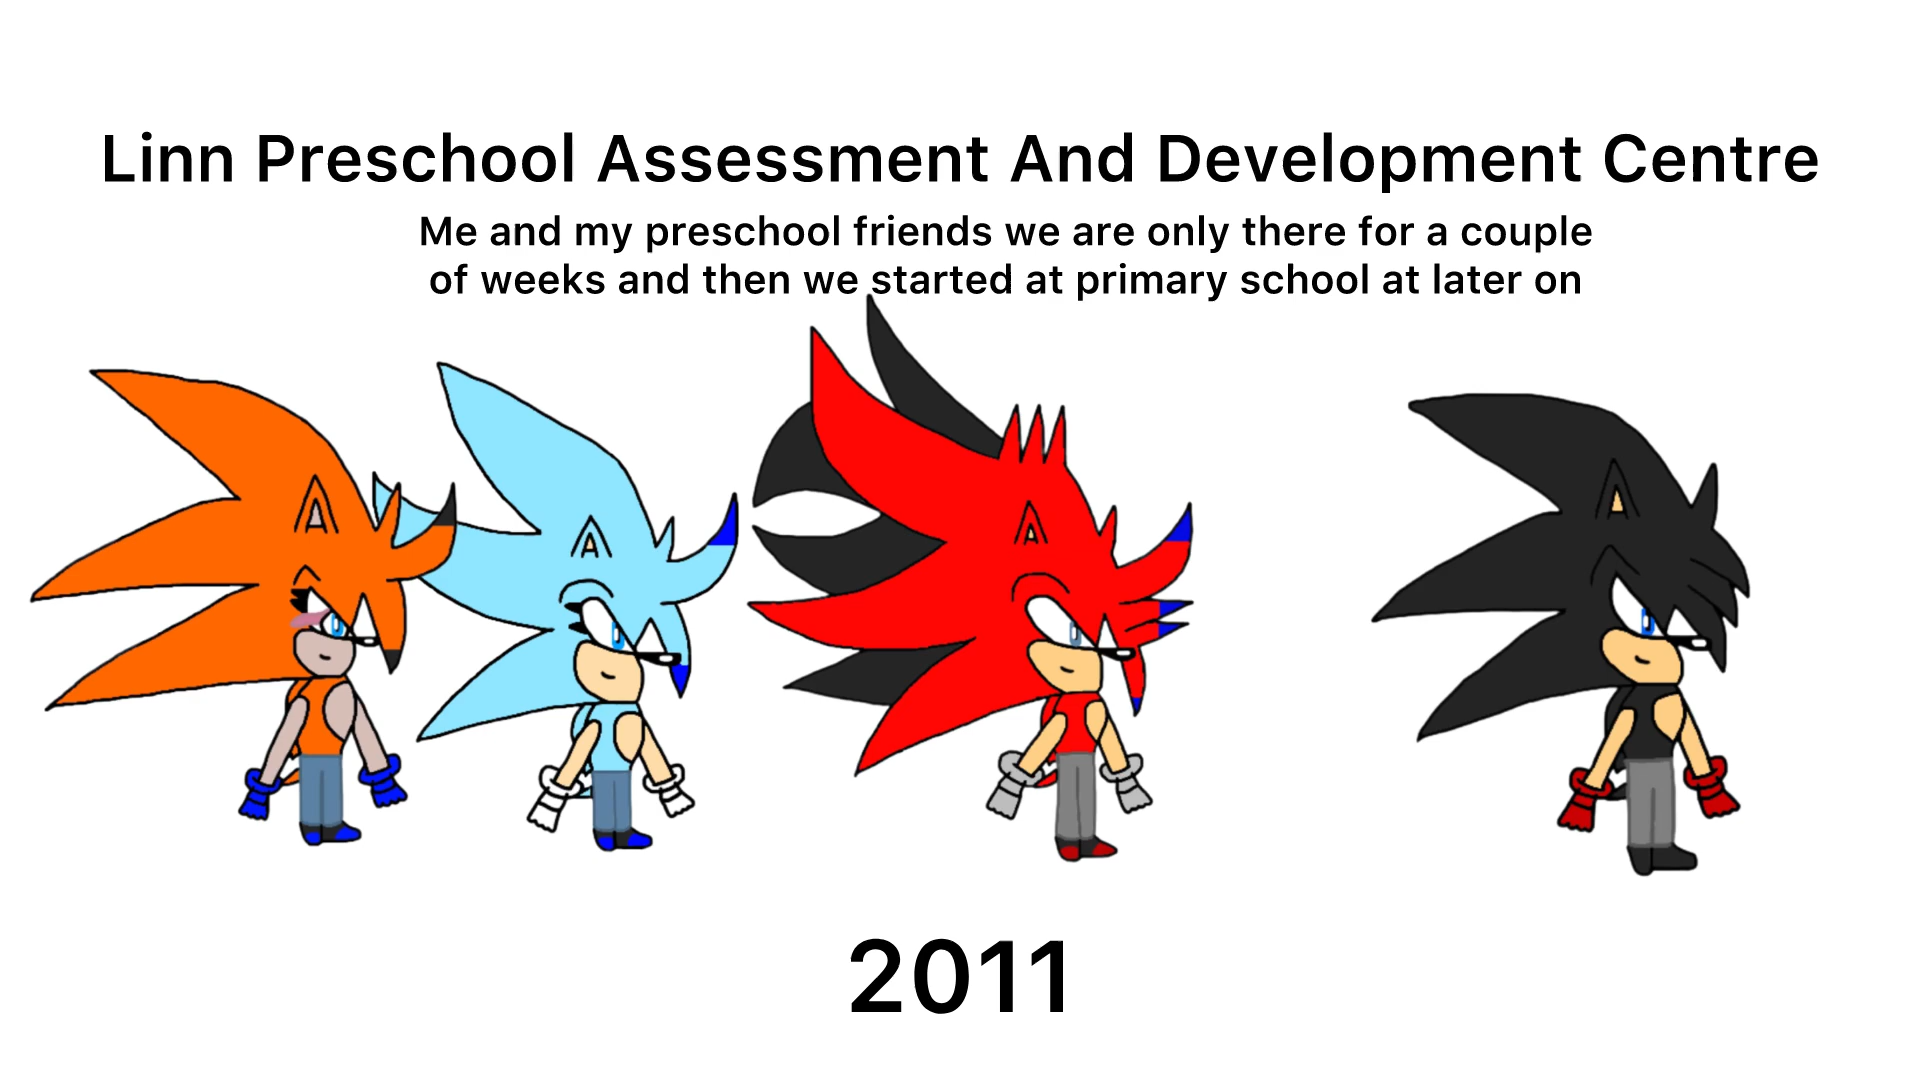 Linn Preschool Assessment And Development Centre
Me and my preschool friends we are only there for a couple
of weeks and then we started at primary school at later on
2011